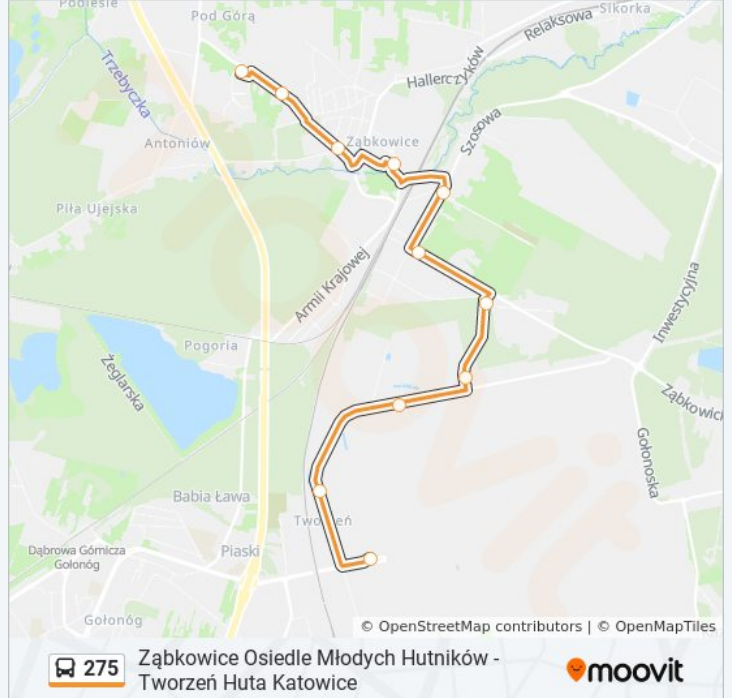 Podlesie
Pod Górą
Sikorka
Relaksowa
Trzebyczka
Hallerczyków
Szosowa
Antoniów
Ząbkowice
Piła Ujejska
Armii Krajowej
Inwestycyjna
Pogoria
Żeglarska
Ząbkowick
Gołonoska
Babia Ława
Tworzeń
Dąbrowa Górnicza
Gołonóg
Piaski
Gołonóg
© OpenStreetMap contributors | © OpenMapTiles
275
Ząbkowice Osiedle Młodych Hutników -
Tworzeń Huta Katowice
moovit